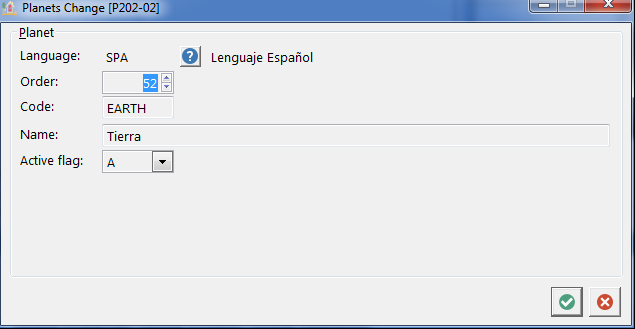 Planets Change [P202-02]
Planet
Language: SPA Lenguaje Español
Order: 52
Code: EARTH
Name: Tierra
Active flag: A